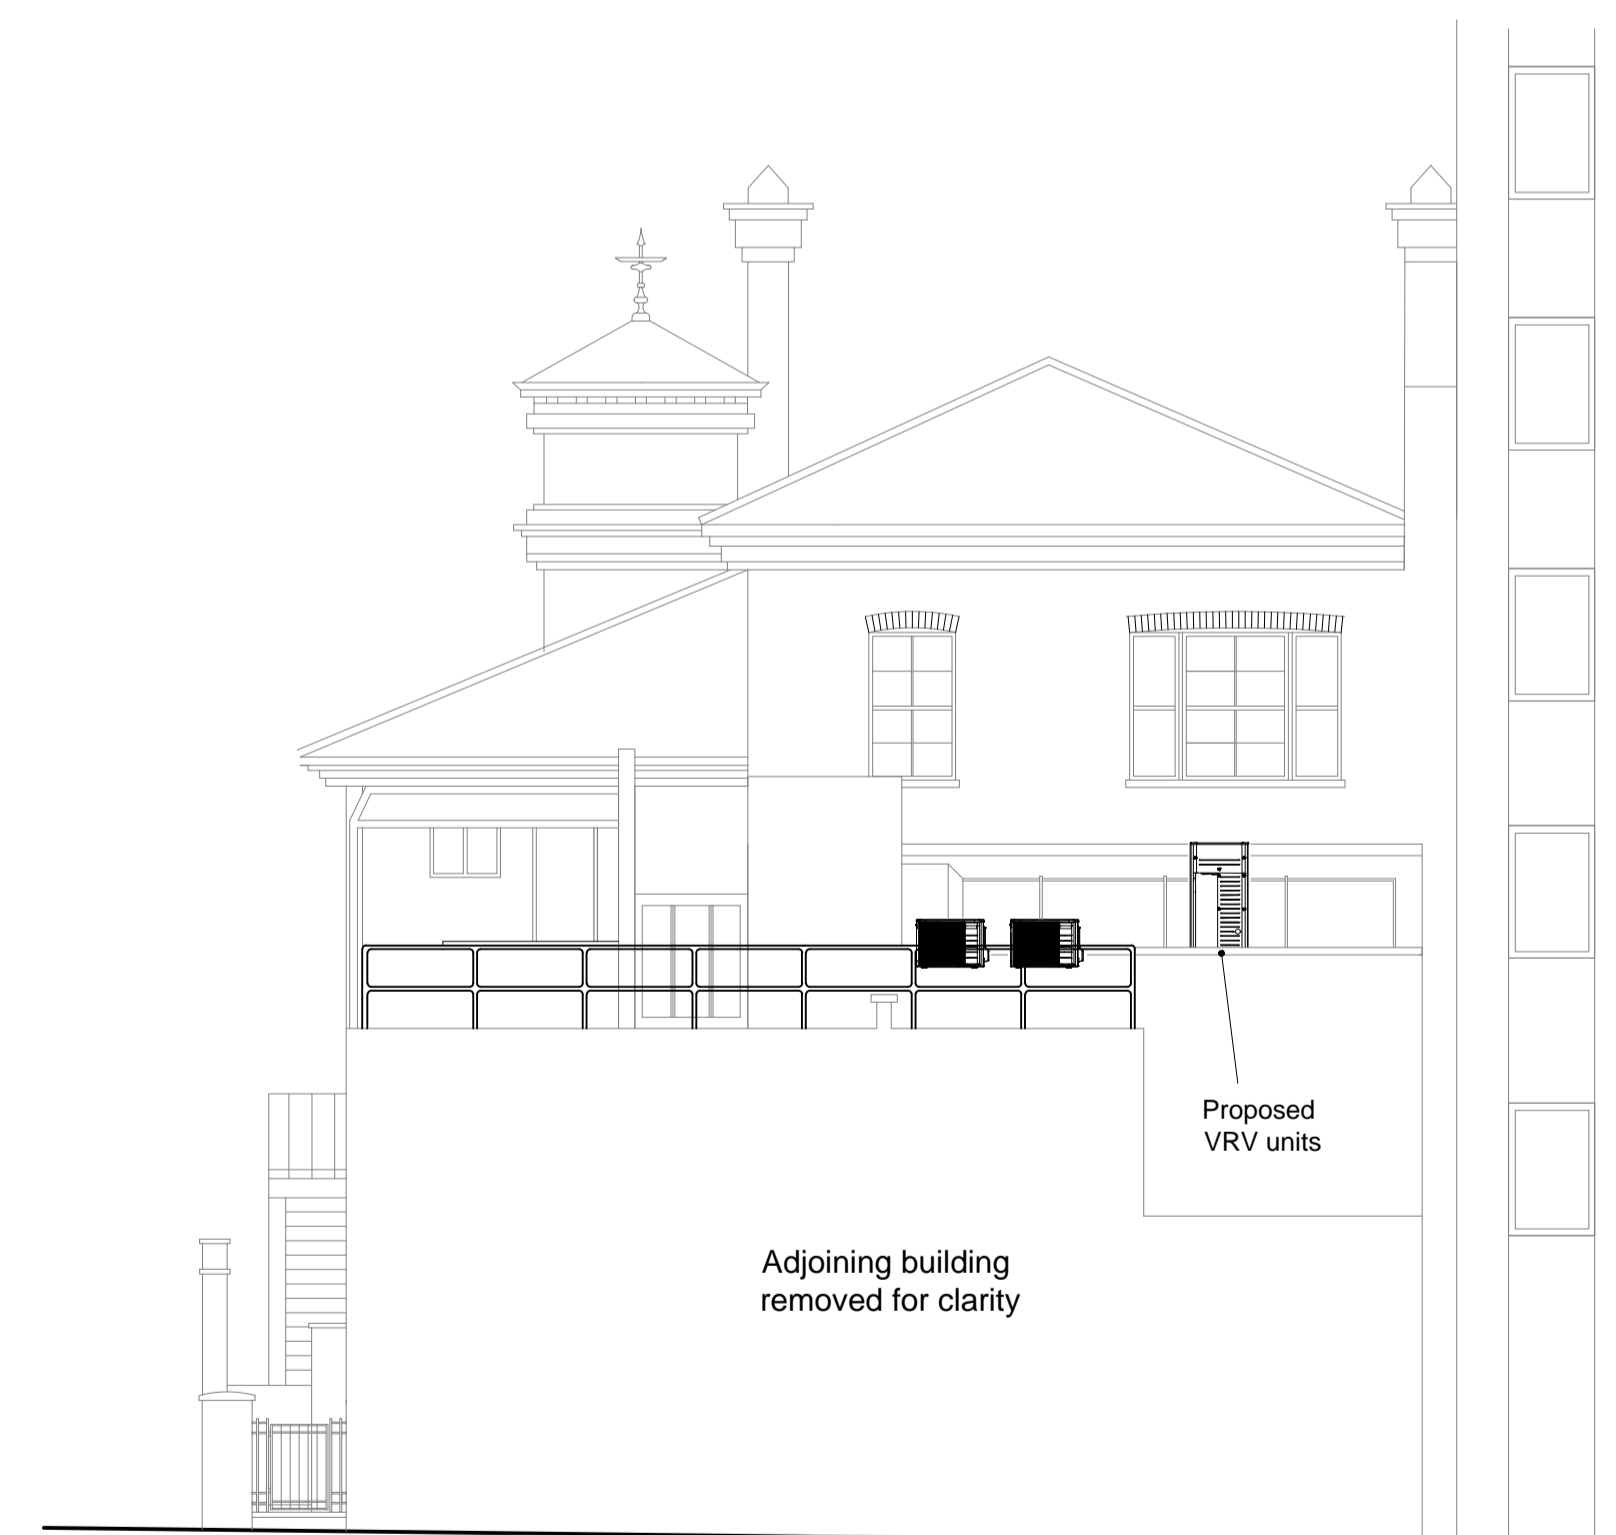 Proposed
VRV units
Adjoining building
removed for clarity